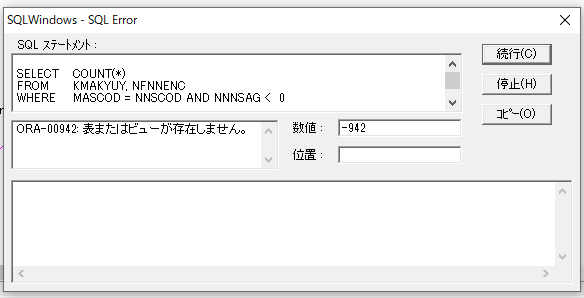 SQLWindows - SQL Error
SQL ステートメント :
SELECT COUNT(*)
FROM KMAKYUY, NFNNENC
WHERE MASCOD = NNSCOD AND NNNSAG < 0
続行(C)
停止(H)
コピー(O)
ORA-00942: 表またはビューが存在しません。
数値 : -942
位置 :